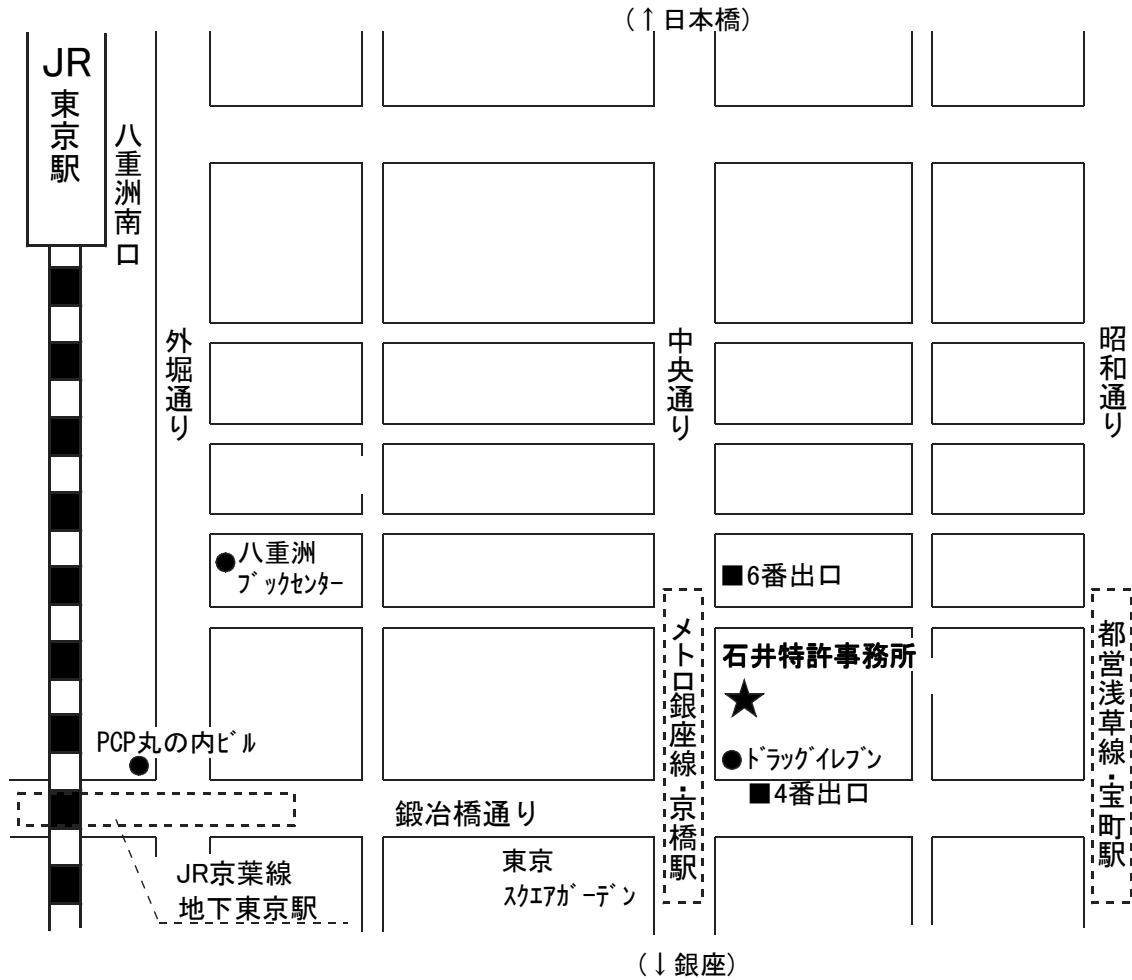 (↑日本橋)
JR
東京駅
八重洲南口
外堀通り
中央通り
昭和通り
八重洲
ブックセンター
■6番出口
メトロ銀座線・京橋駅
石井特許事務所
★
都営浅草線・宝町駅
PCP丸の内ビル
ドラッグイレブン
■4番出口
鍛冶橋通り
東京
スクエアガーデン
JR京葉線
地下東京駅
(↓銀座)